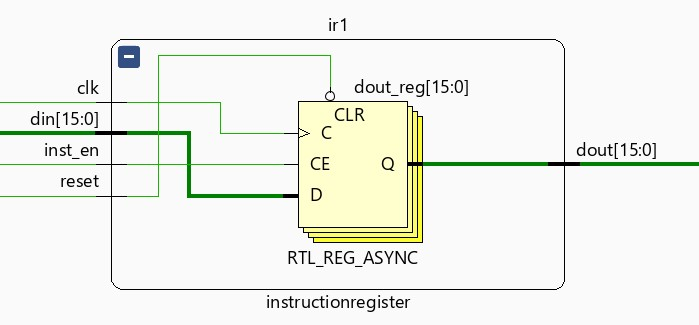 ir1
clk
dout_reg[15:0]
CLR
din[15:0]
C
inst_en
CE
Q
dout[15:0]
reset
D
RTL_REG_ASYNC
instructionregister